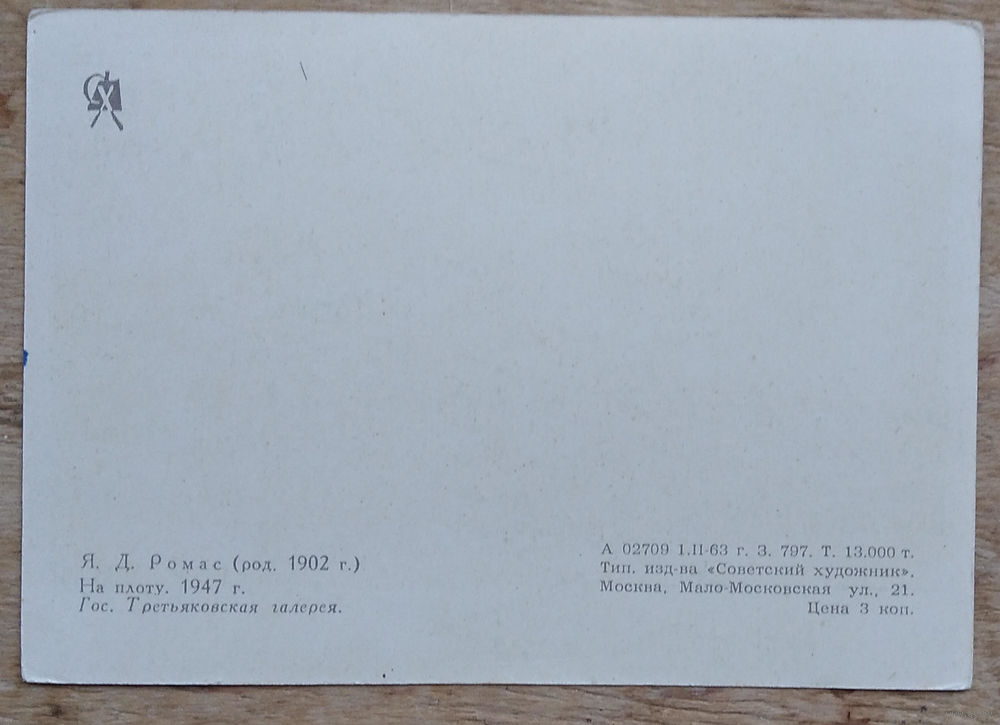 Я. Д. Ромас (род. 1902 г.)
На плоту. 1947 г.
Гос. Третьяковская галерея.
А 02709 1.II-63 г. З. 797. Т. 13.000 т.
Тип. изд-ва «Советский художник».
Москва, Мало-Московская ул., 21.
Цена 3 коп.